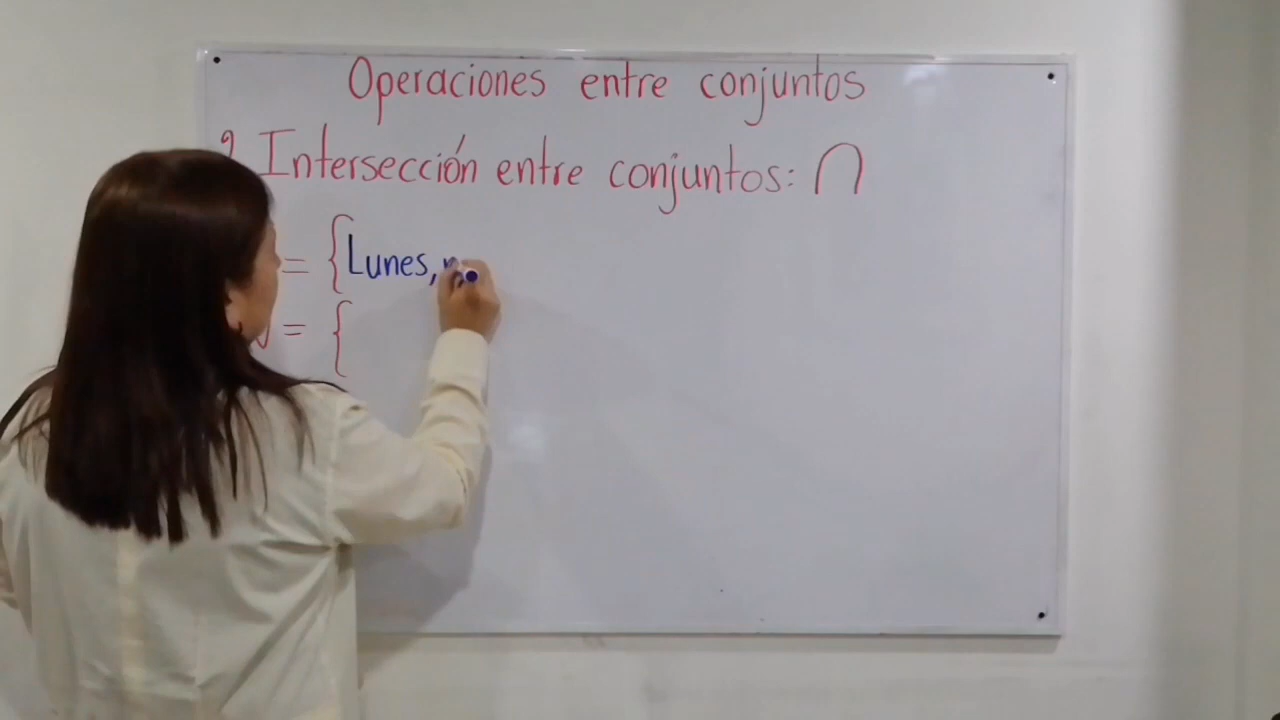 Operaciones entre conjuntos
Intersección entre conjuntos: ∩
= {Lunes,
= {